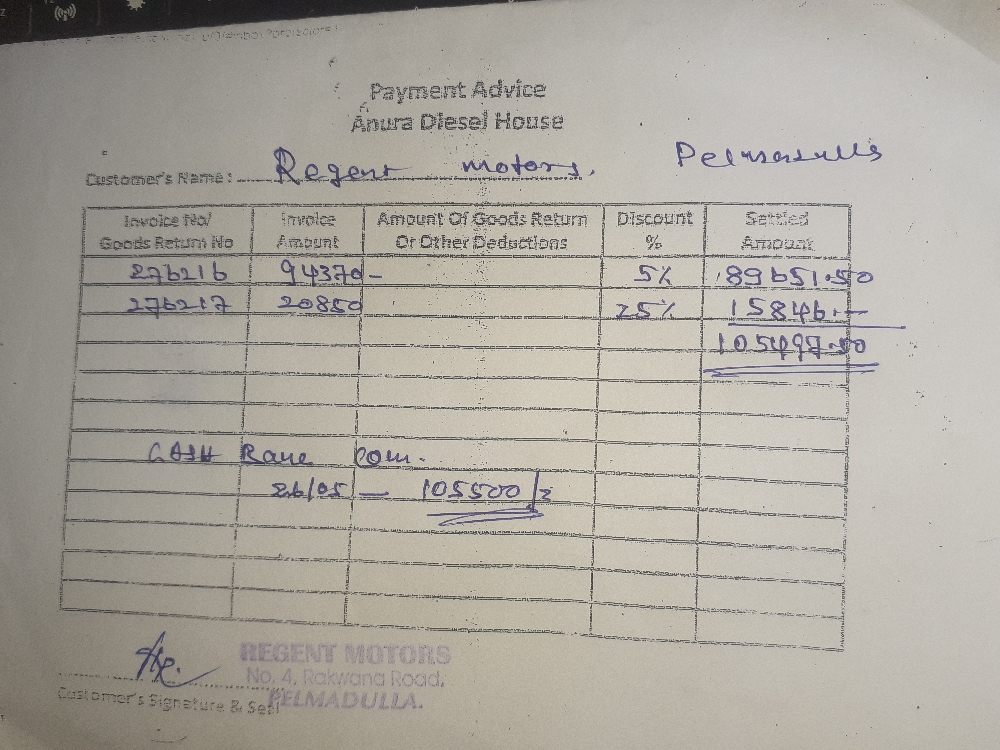 Payment Advice
Anura Diesel House
Customer's Name: Regent motors, Pelmadulla
Invoice No/ Goods Return No Invoice Amount Amount Of Goods Return Or Other Deductions Discount % Settled Amount
276216 94370 - 5% 89651.50
276217 20850 25% 15846.-
105497.50
CASH Com.
26/05 - 105500/=
REGENT MOTORS
No. 4, Rakwana Road,
PELMADULLA.
Customer's Signature & Seal